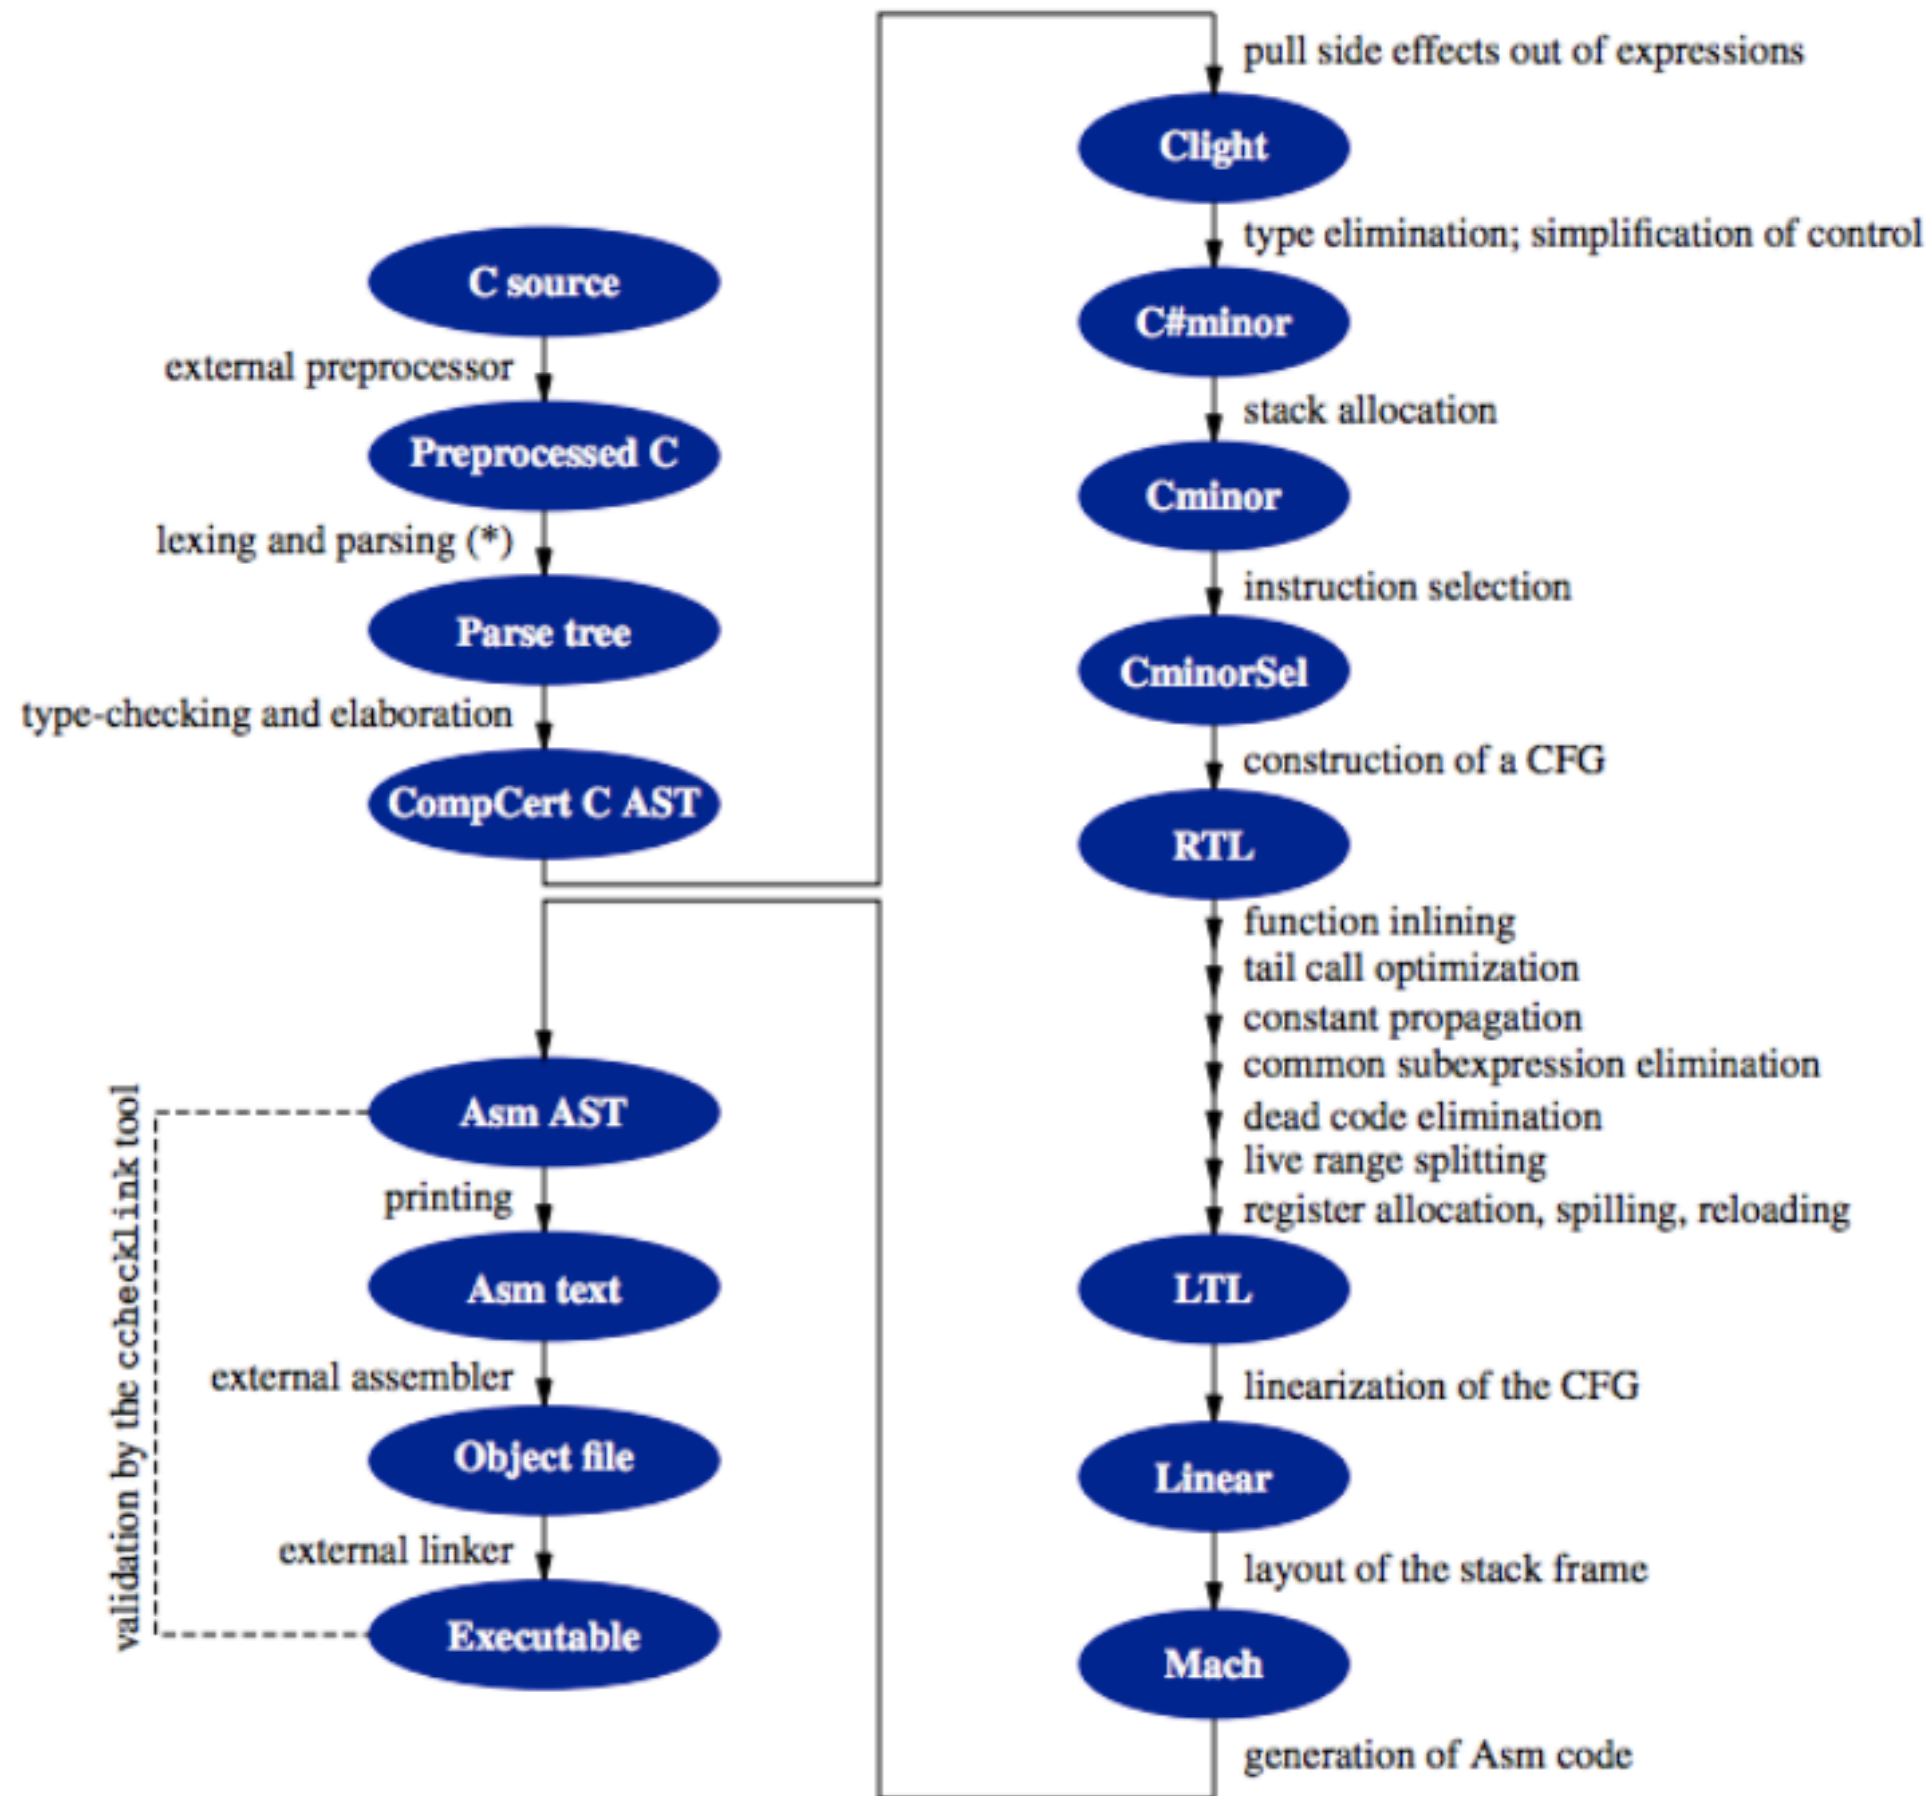 C source
external preprocessor
Preprocessed C
lexing and parsing (*)
Parse tree
type-checking and elaboration
CompCert C AST
pull side effects out of expressions
Clight
type elimination; simplification of control
C#minor
stack allocation
Cminor
instruction selection
CminorSel
construction of a CFG
RTL
function inlining
tail call optimization
constant propagation
common subexpression elimination
dead code elimination
live range splitting
register allocation, spilling, reloading
LTL
linearization of the CFG
Linear
layout of the stack frame
Mach
generation of Asm code
Asm AST
printing
Asm text
external assembler
Object file
external linker
Executable
validation by the cchecklink tool